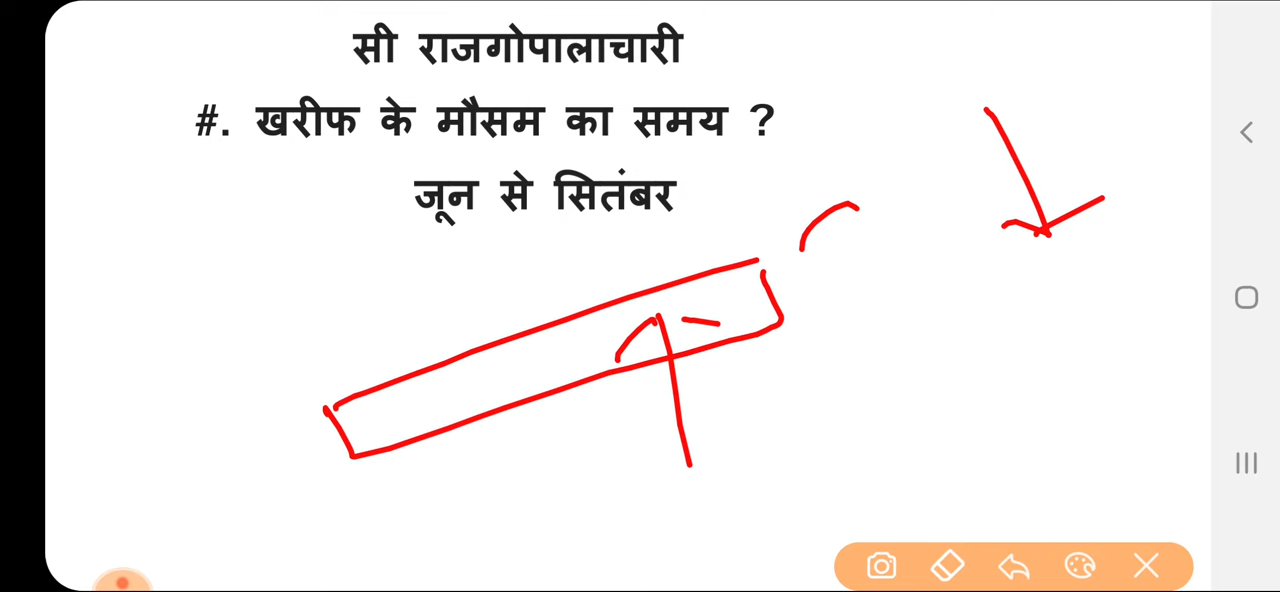 सी राजगोपालाचारी
#. खरीफ के मौसम का समय ?
जून से सितंबर